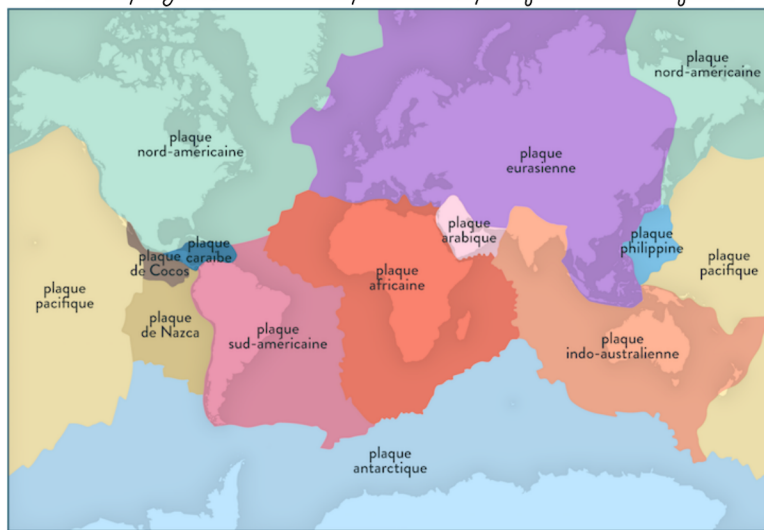 plaque
nord-américaine
plaque
nord-américaine
plaque
eurasienne
plaque
arabique
plaque
philippine
plaque
caraïbe
plaque
de Cocos
plaque
pacifique
plaque
africaine
plaque
pacifique
plaque
de Nazca
plaque
sud-américaine
plaque
indo-australienne
plaque
antarctique